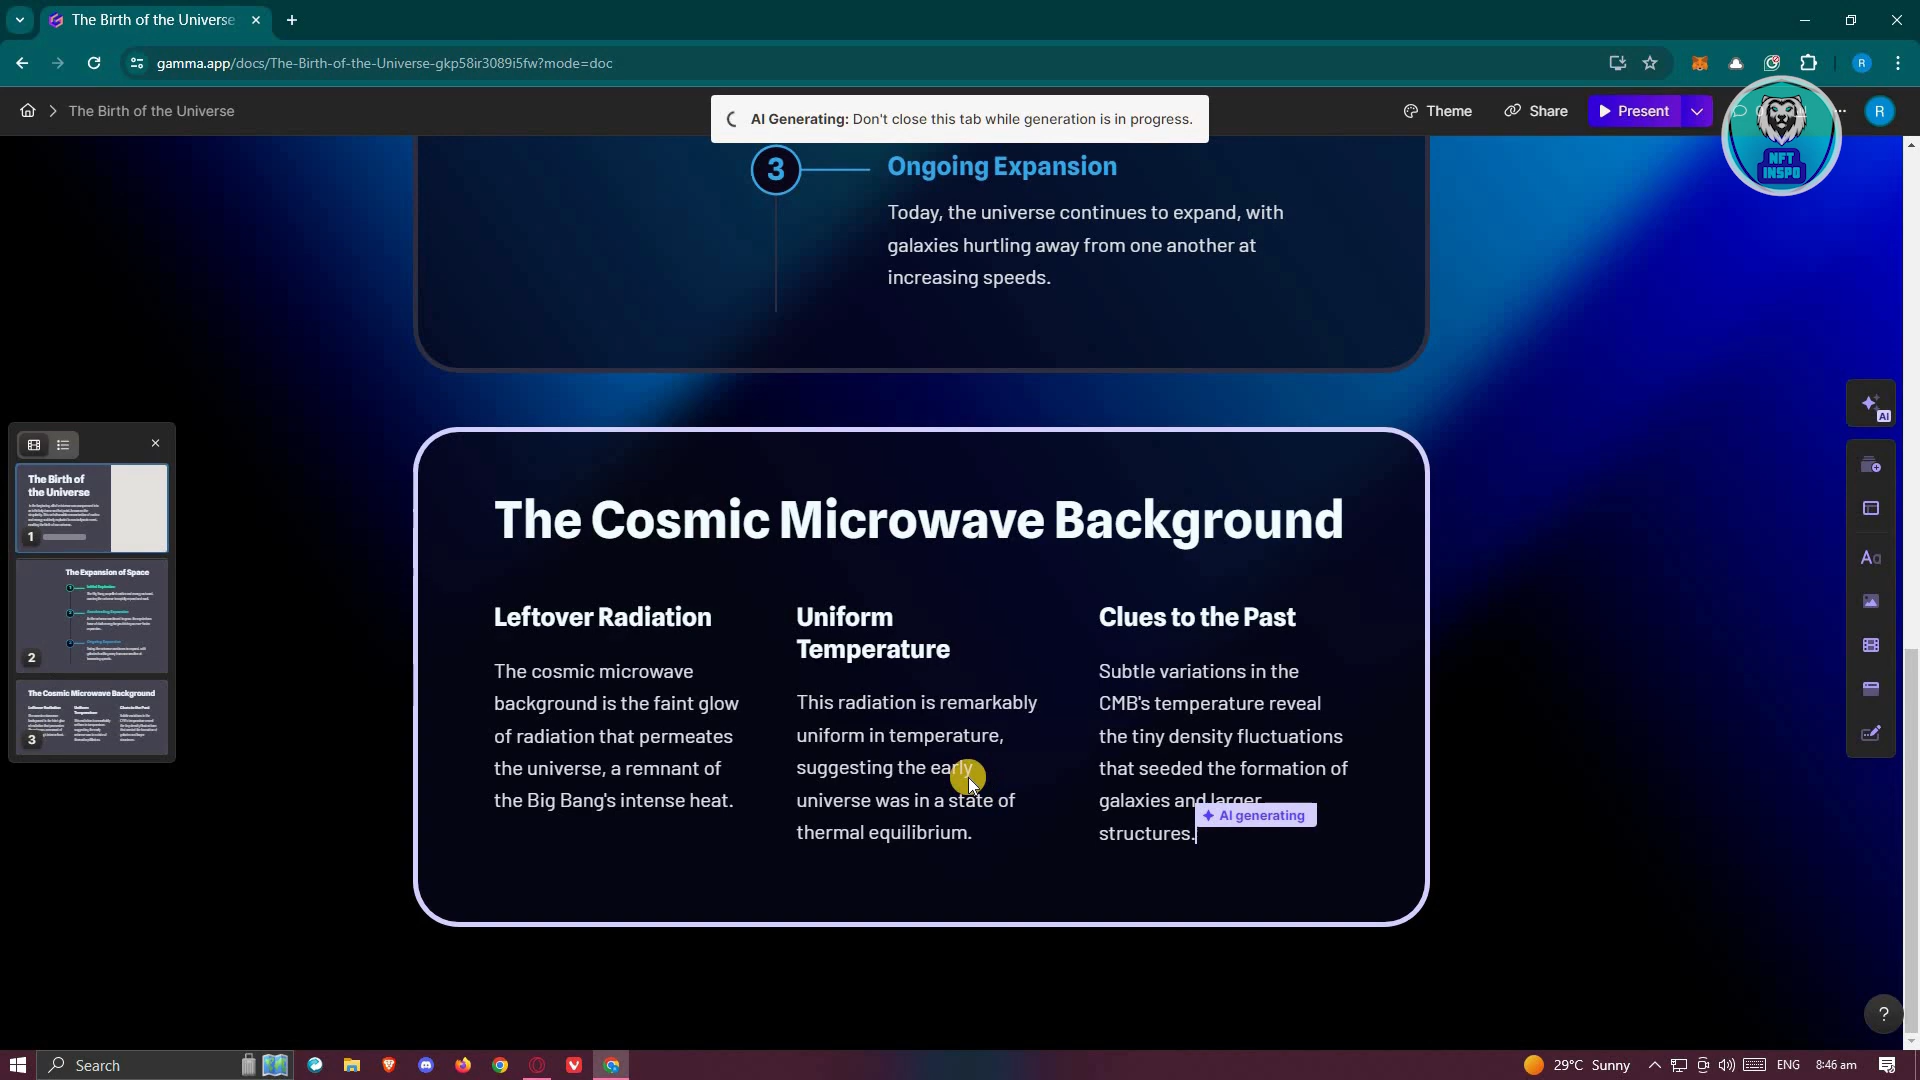 The Birth of the Universe
gamma.app/docs/The-Birth-of-the-Universe-gkp58ir3089i5fw?mode=doc
R
The Birth of the Universe
AI Generating: Don't close this tab while generation is in progress.
Theme
Share
Present
R
NFT
INSPO
3
Ongoing Expansion
Today, the universe continues to expand, with
galaxies hurtling away from one another at
increasing speeds.
AI
Aa
The Birth of
the Universe
1
The Expansion of Space
2
The Cosmic Microwave Background
3
The Cosmic Microwave Background
Leftover Radiation
The cosmic microwave
background is the faint glow
of radiation that permeates
the universe, a remnant of
the Big Bang's intense heat.
Uniform
Temperature
This radiation is remarkably
uniform in temperature,
suggesting the early
universe was in a state of
thermal equilibrium.
Clues to the Past
Subtle variations in the
CMB's temperature reveal
the tiny density fluctuations
that seeded the formation of
galaxies and larger
structures.
AI generating
?
Search
29°C Sunny
ENG
8:46 am